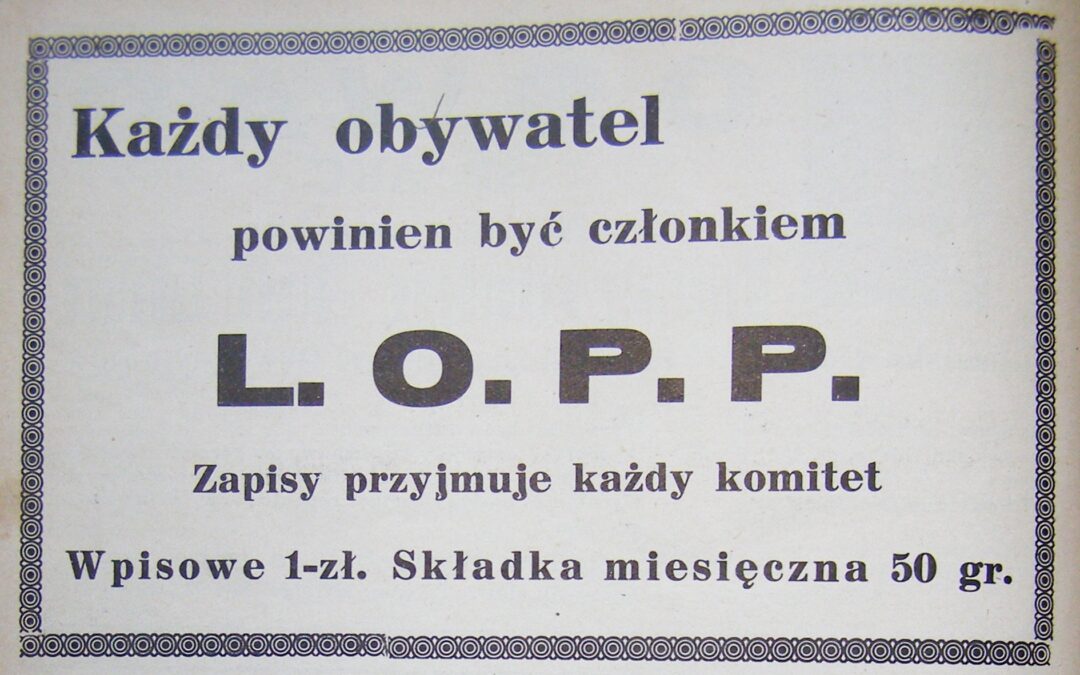 Każdy obywatel
powinien być członkiem
L. O. P. P.
Zapisy przyjmuje każdy komitet
Wpisowe 1-zł. Składka miesięczna 50 gr.